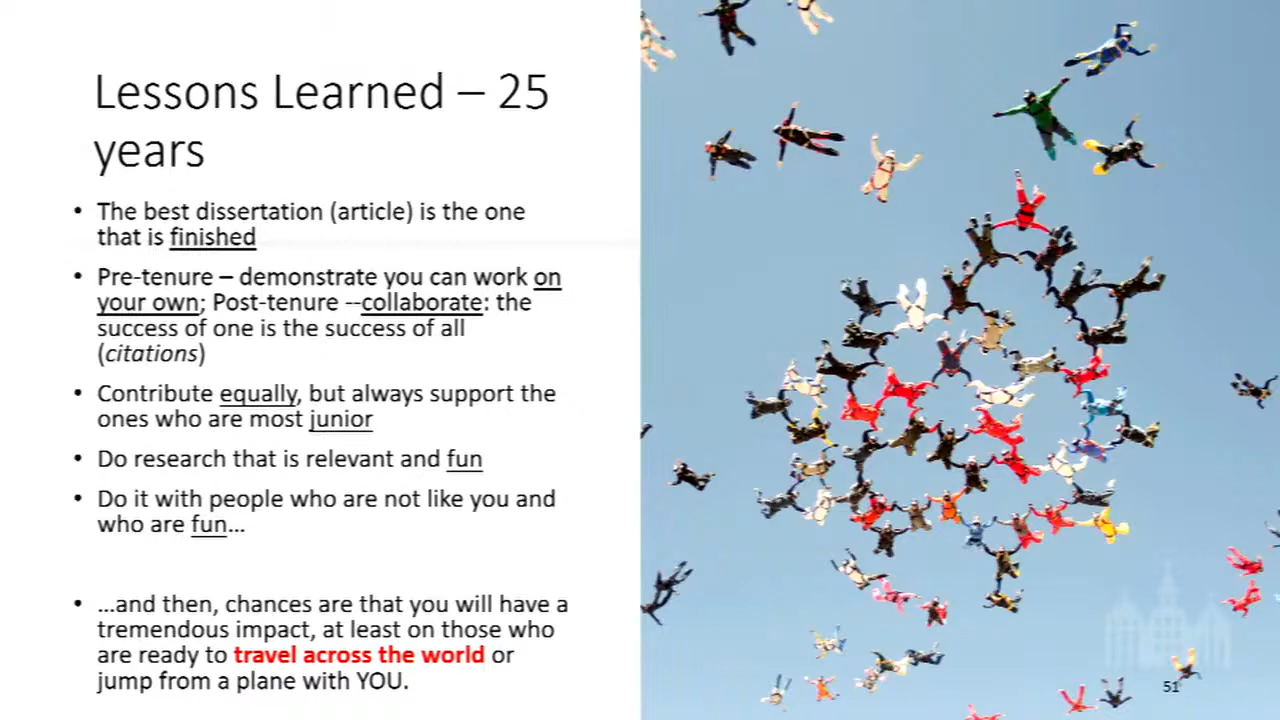 Lessons Learned – 25
years
• The best dissertation (article) is the one
that is finished
• Pre-tenure – demonstrate you can work on
your own; Post-tenure --collaborate: the
success of one is the success of all
(citations)
• Contribute equally, but always support the
ones who are most junior
• Do research that is relevant and fun
• Do it with people who are not like you and
who are fun…
• …and then, chances are that you will have a
tremendous impact, at least on those who
are ready to travel across the world or
jump from a plane with YOU.
51